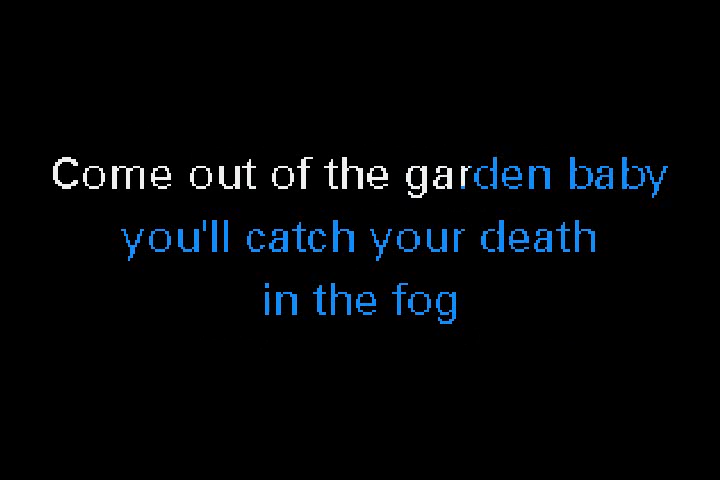 Come out of the garden baby
you'll catch your death
in the fog